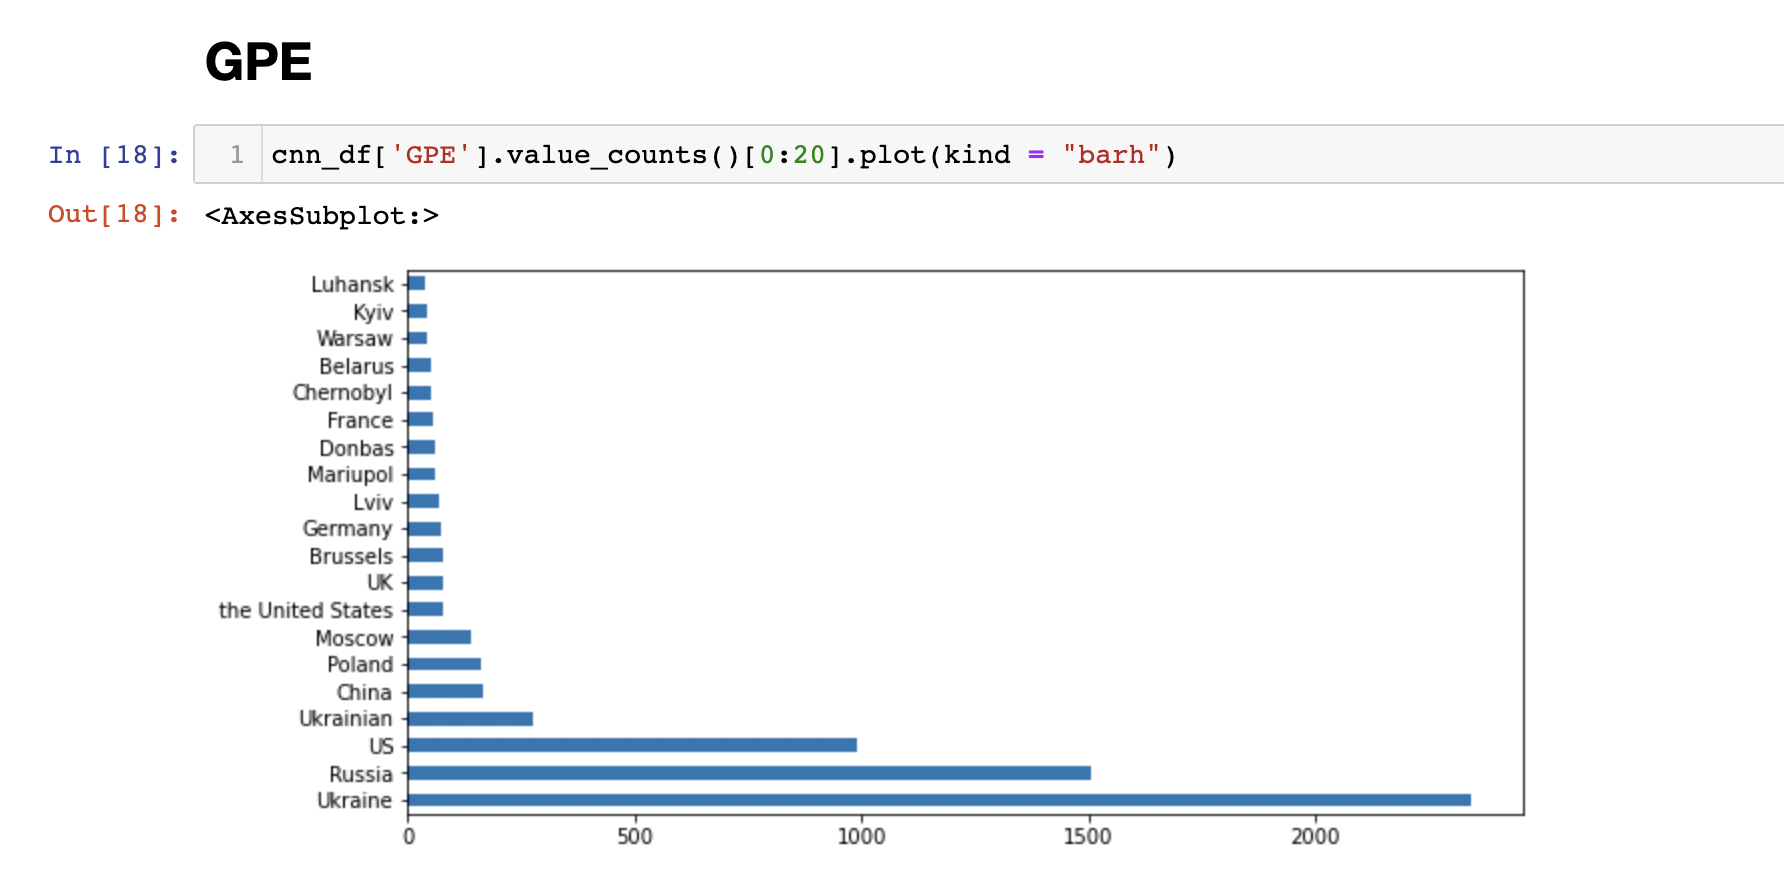 GPE
In [18]: 1 cnn_df['GPE'].value_counts()[0:20].plot(kind = "barh")
Out[18]: <AxesSubplot:>
Luhansk
Kyiv
Warsaw
Belarus
Chernobyl
France
Donbas
Mariupol
Lviv
Germany
Brussels
UK
the United States
Moscow
Poland
China
Ukrainian
US
Russia
Ukraine
0 500 1000 1500 2000